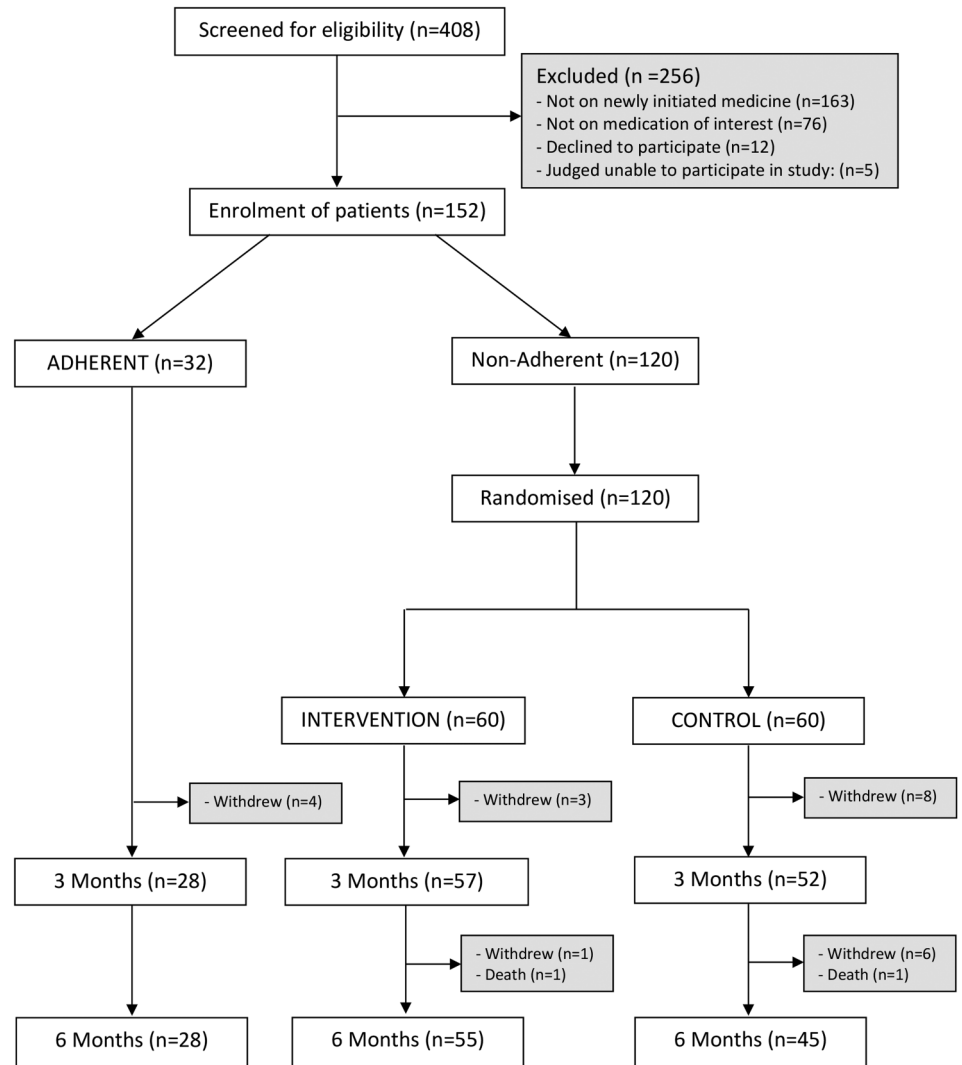 Screened for eligibility (n=408)
Excluded (n =256)
- Not on newly initiated medicine (n=163)
- Not on medication of interest (n=76)
- Declined to participate (n=12)
- Judged unable to participate in study: (n=5)
Enrolment of patients (n=152)
ADHERENT (n=32)
Non-Adherent (n=120)
Randomised (n=120)
INTERVENTION (n=60)
CONTROL (n=60)
- Withdrew (n=4)
- Withdrew (n=3)
- Withdrew (n=8)
3 Months (n=28)
3 Months (n=57)
3 Months (n=52)
- Withdrew (n=1)
- Death (n=1)
- Withdrew (n=6)
- Death (n=1)
6 Months (n=28)
6 Months (n=55)
6 Months (n=45)